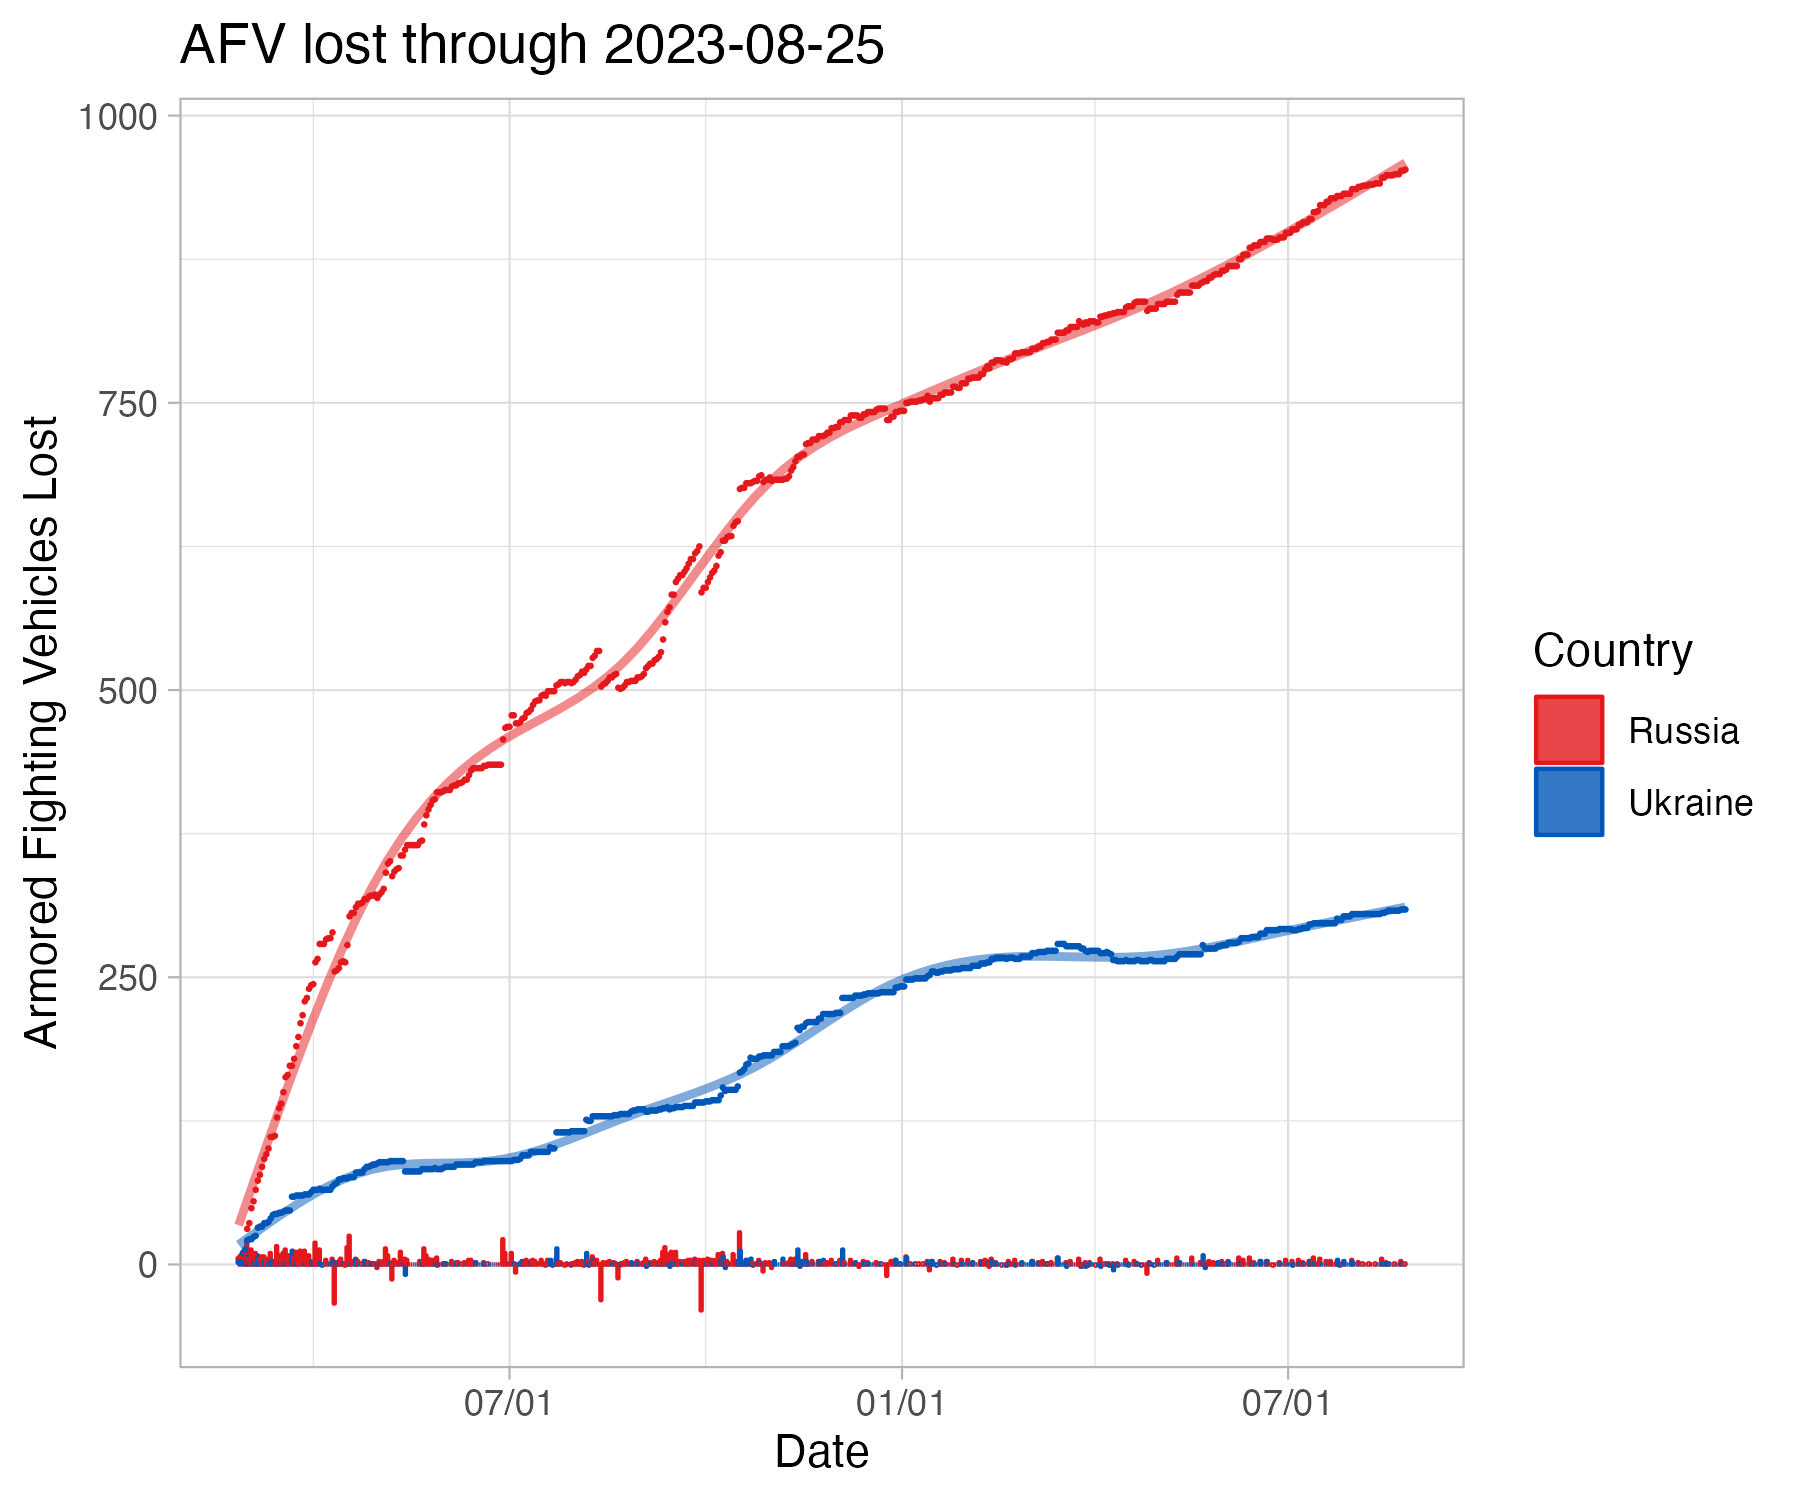 AFV lost through 2023-08-25
Armored Fighting Vehicles Lost
1000
750
500
250
0
07/01
01/01
07/01
Date
Country
Russia
Ukraine